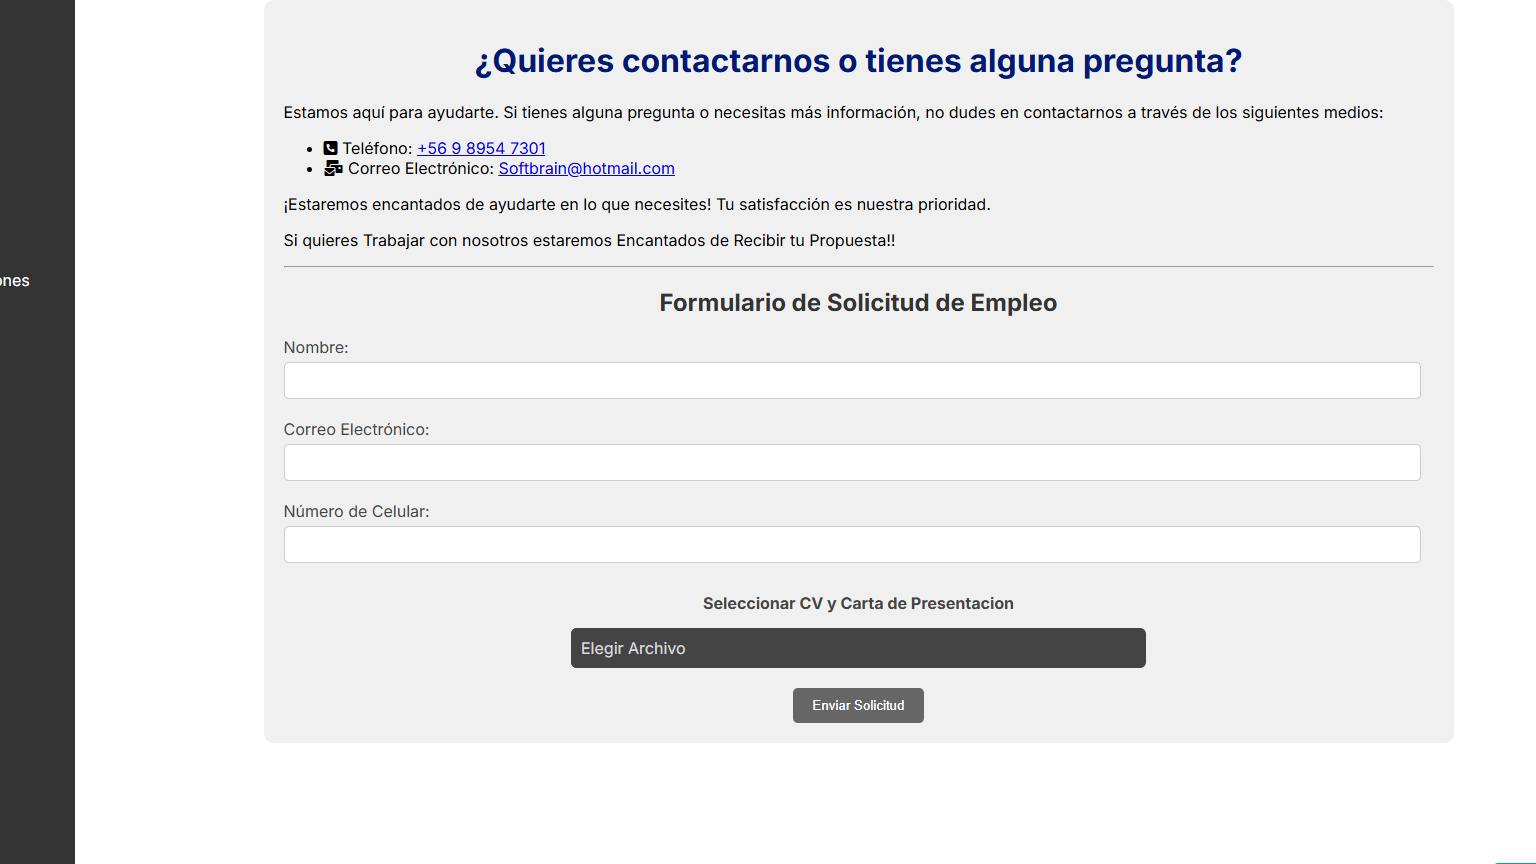 ¿Quieres contactarnos o tienes alguna pregunta?
Estamos aquí para ayudarte. Si tienes alguna pregunta o necesitas más información, no dudes en contactarnos a través de los siguientes medios:
Teléfono: +56 9 8954 7301
Correo Electrónico: Softbrain@hotmail.com
¡Estaremos encantados de ayudarte en lo que necesites! Tu satisfacción es nuestra prioridad.
Si quieres Trabajar con nosotros estaremos Encantados de Recibir tu Propuesta!!
Formulario de Solicitud de Empleo
Nombre:
Correo Electrónico:
Número de Celular:
Seleccionar CV y Carta de Presentacion
Elegir Archivo
Enviar Solicitud